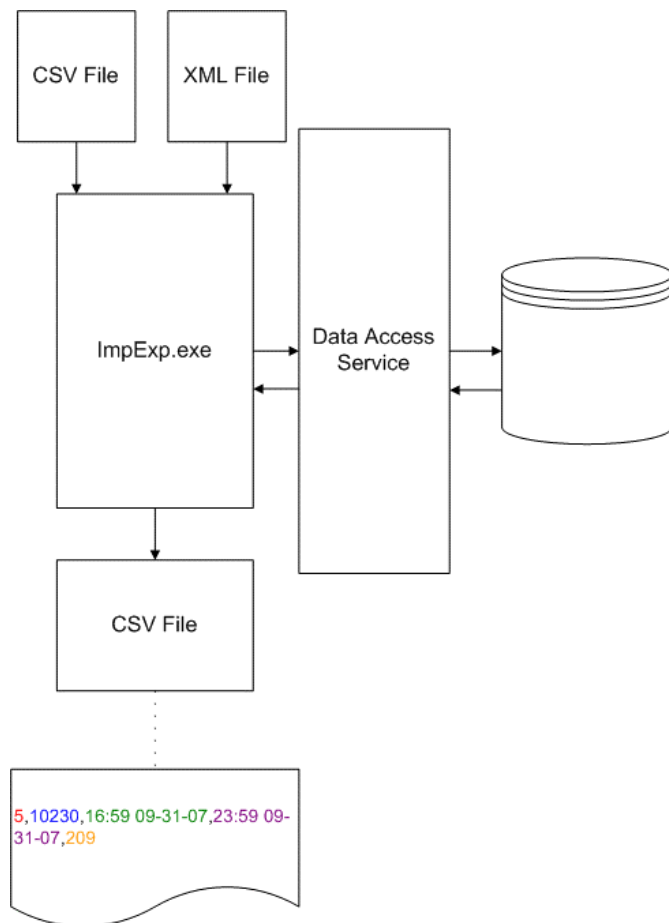 CSV File
XML File
ImpExp.exe
Data Access
Service
CSV File
5,10230,16:59 09-31-07,23:59 09-
31-07,209